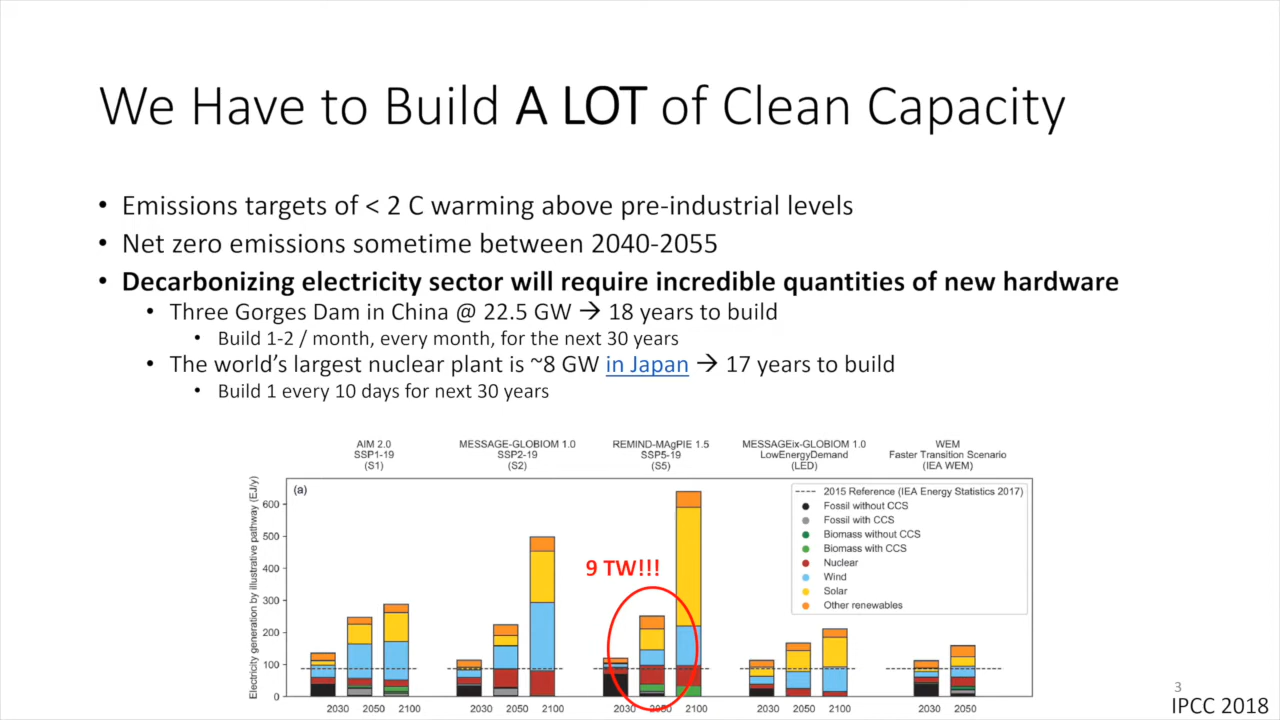 We Have to Build A LOT of Clean Capacity
• Emissions targets of < 2 C warming above pre-industrial levels
• Net zero emissions sometime between 2040-2055
• Decarbonizing electricity sector will require incredible quantities of new hardware
• Three Gorges Dam in China @ 22.5 GW → 18 years to build
• Build 1-2 / month, every month, for the next 30 years
• The world’s largest nuclear plant is ~8 GW in Japan → 17 years to build
• Build 1 every 10 days for next 30 years
AIM 2.0
SSP1-19
(S1)
MESSAGE-GLOBIOM 1.0
SSP2-19
(S2)
REMIND-MAgPIE 1.5
SSP5-19
(S5)
MESSAGEix-GLOBIOM 1.0
LowEnergyDemand
(LED)
WEM
Faster Transition Scenario
(IEA WEM)
Electricity generation by illustrative pathway (EJ/y)
(a)
600
500
400
300
200
100
0
9 TW!!!
2015 Reference (IEA Energy Statistics 2017)
Fossil without CCS
Fossil with CCS
Biomass without CCS
Biomass with CCS
Nuclear
Wind
Solar
Other renewables
2030 2050 2100
2030 2050 2100
2030 2050 2100
2030 2050 2100
2030 2050
3
IPCC 2018